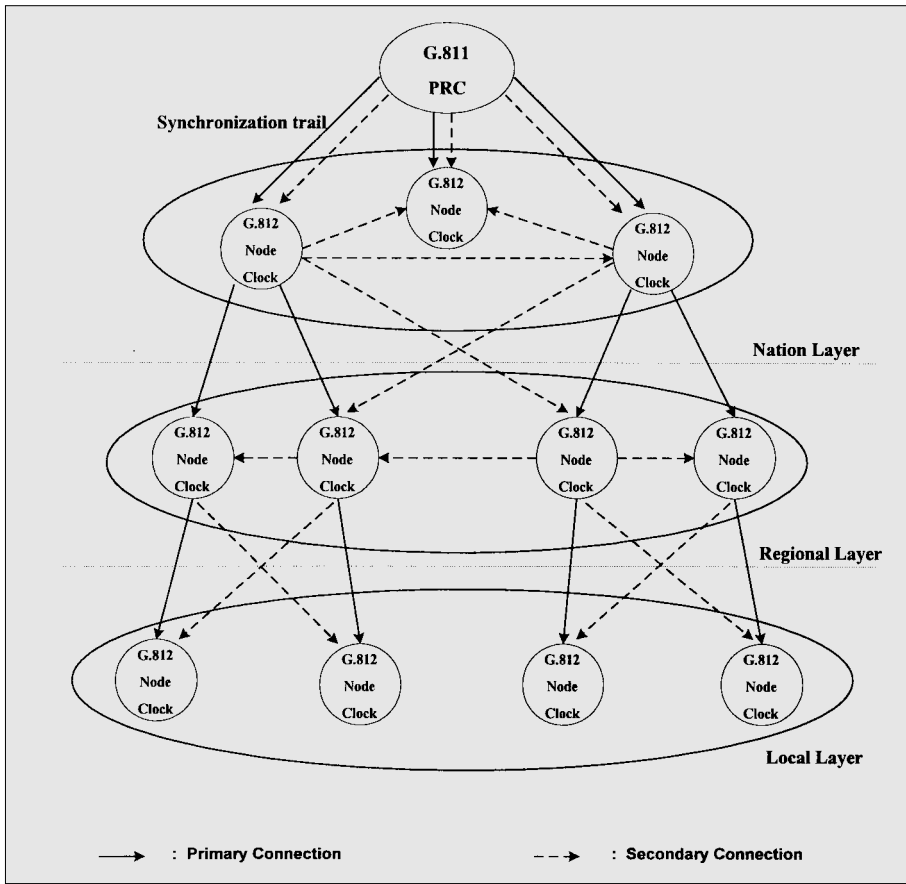 G.811
PRC
Synchronization trail
G.812
Node
Clock
G.812
Node
Clock
G.812
Node
Clock
Nation Layer
G.812
Node
Clock
G.812
Node
Clock
G.812
Node
Clock
G.812
Node
Clock
Regional Layer
G.812
Node
Clock
G.812
Node
Clock
G.812
Node
Clock
G.812
Node
Clock
Local Layer
: Primary Connection
: Secondary Connection